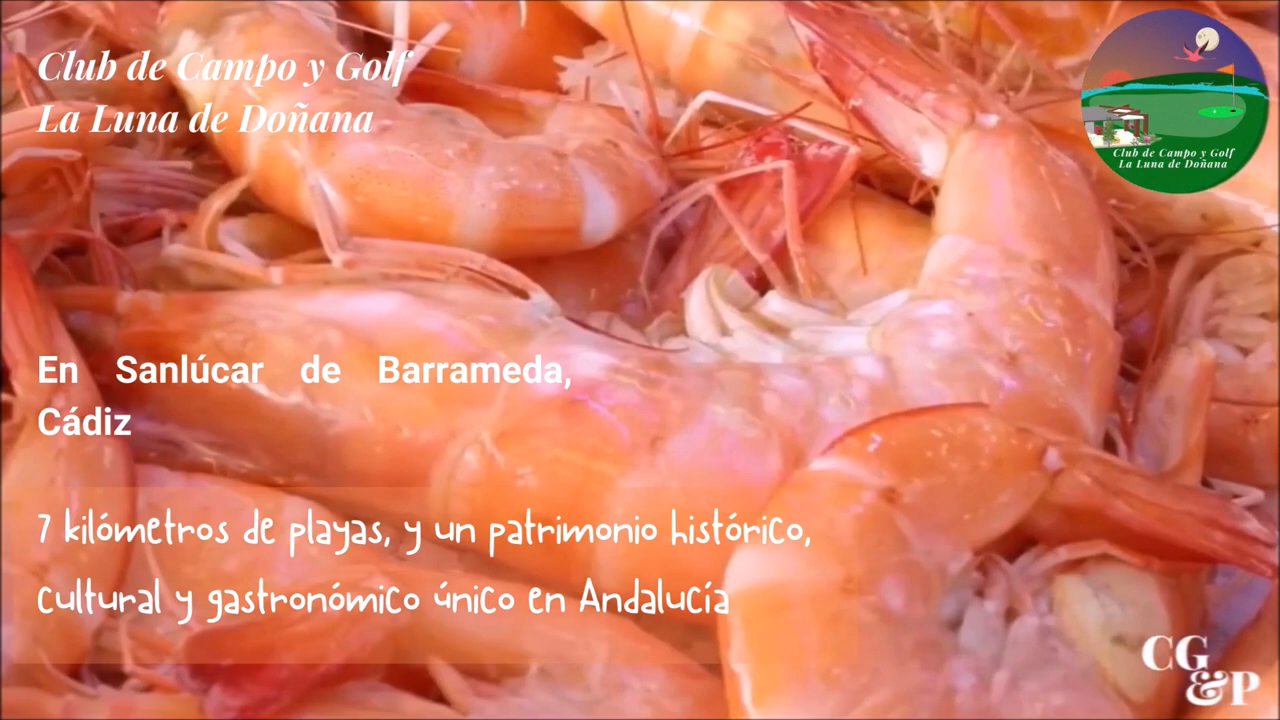 Club de Campo y Golf
La Luna de Doñana
Club de Campo y Golf
La Luna de Doñana
En Sanlúcar de Barrameda,
Cádiz
7 kilómetros de playas, y un patrimonio histórico,
cultural y gastronómico único en Andalucía
CG
&P